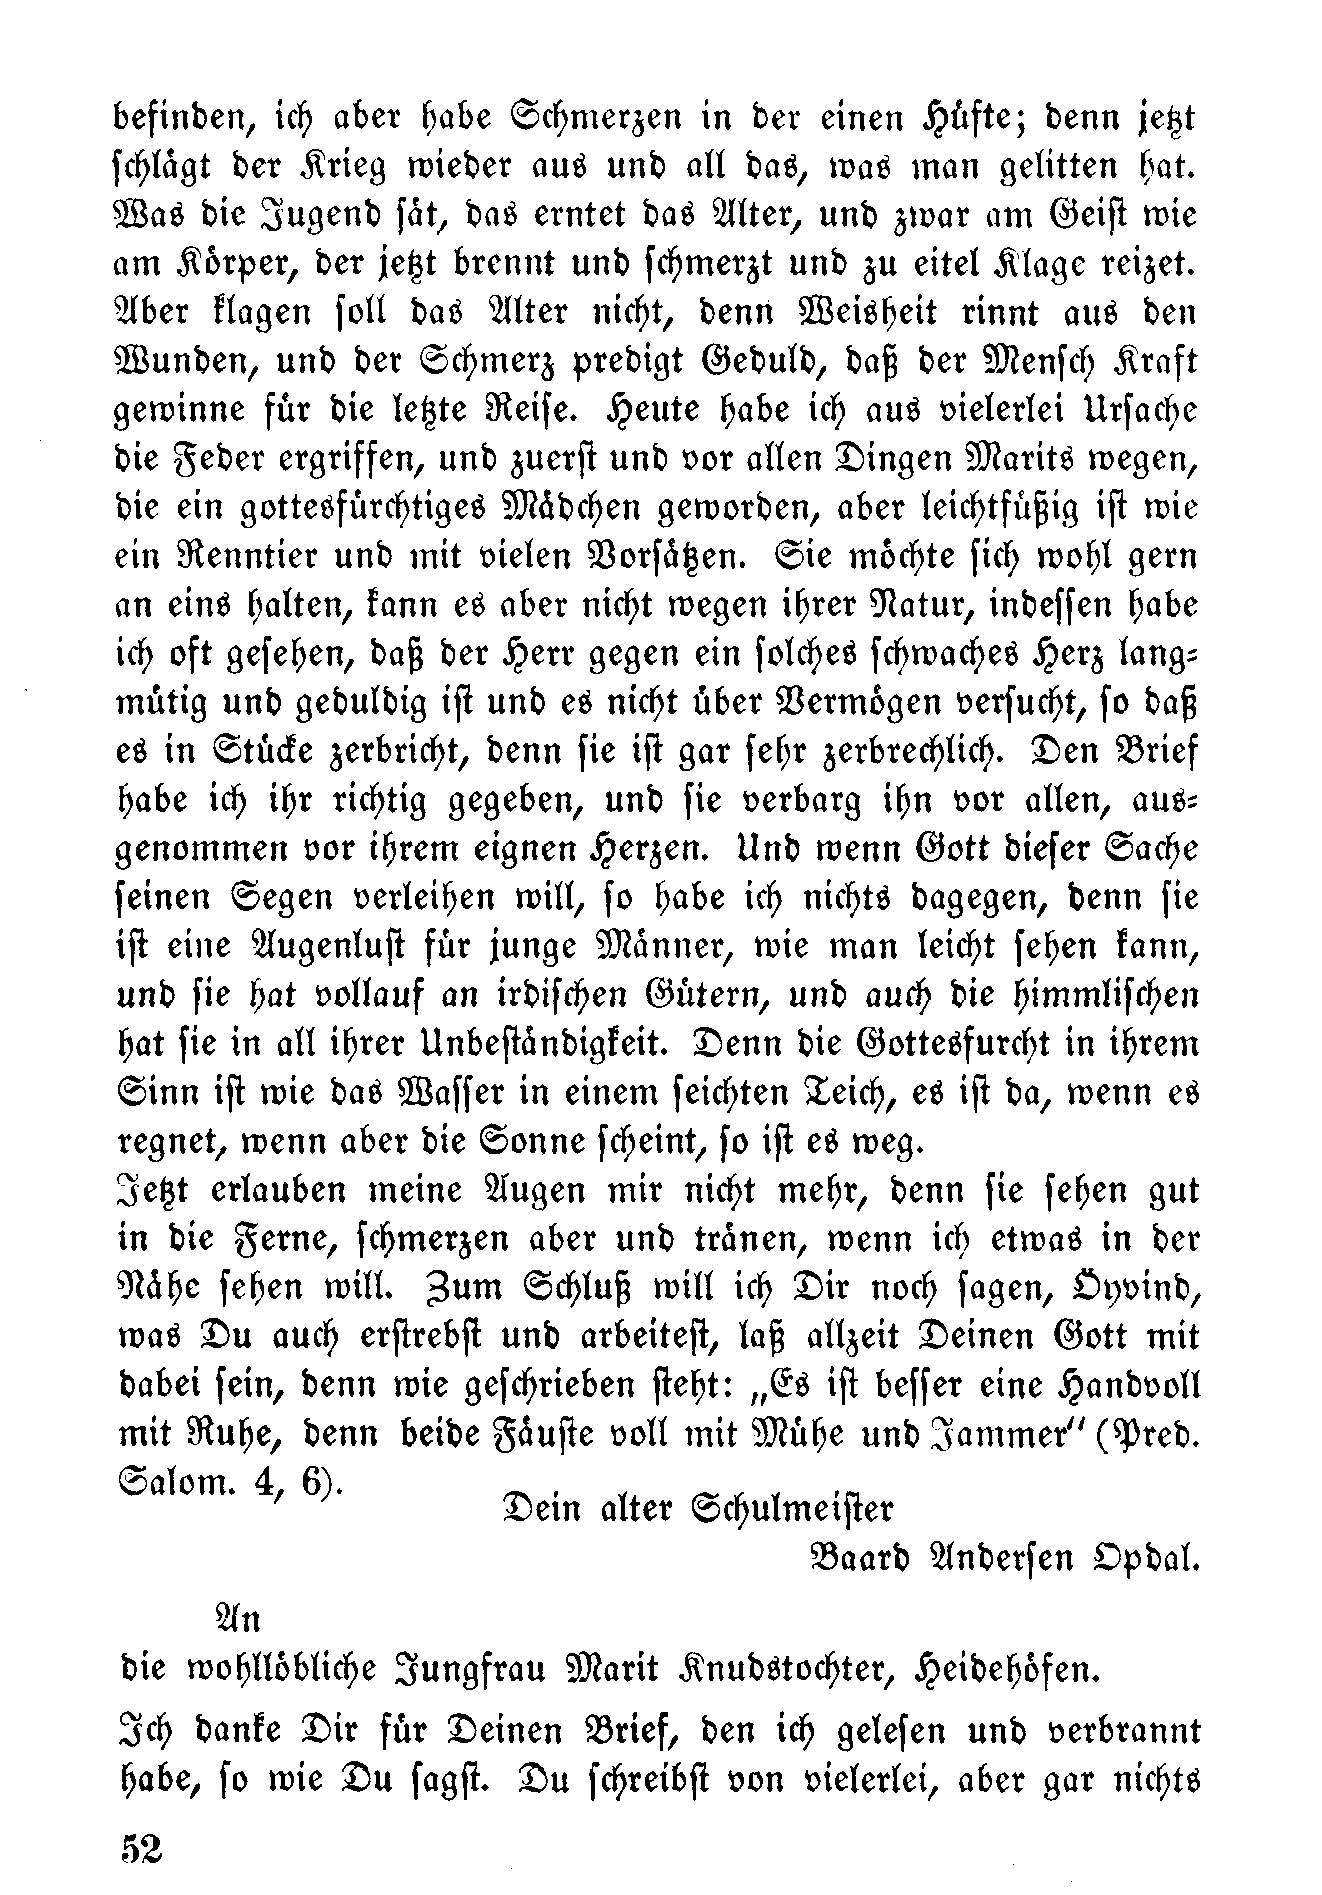 befinden, ich aber habe Schmerzen in der einen Hüfte; denn jetzt
schlägt der Krieg wieder aus und all das, was man gelitten hat.
Was die Jugend sät, das erntet das Alter, und zwar am Geist wie
am Körper, der jetzt brennt und schmerzt und zu eitel Klage reizet.
Aber klagen soll das Alter nicht, denn Weisheit rinnt aus den
Wunden, und der Schmerz predigt Geduld, daß der Mensch Kraft
gewinne für die letzte Reise. Heute habe ich aus vielerlei Ursache
die Feder ergriffen, und zuerst und vor allen Dingen Marits wegen,
die ein gottesfürchtiges Mädchen geworden, aber leichtfüßig ist wie
ein Renntier und mit vielen Vorsätzen. Sie möchte sich wohl gern
an eins halten, kann es aber nicht wegen ihrer Natur, indessen habe
ich oft gesehen, daß der Herr gegen ein solches schwaches Herz lang-
mütig und geduldig ist und es nicht über Vermögen versucht, so daß
es in Stücke zerbricht, denn sie ist gar sehr zerbrechlich. Den Brief
habe ich ihr richtig gegeben, und sie verbarg ihn vor allen, aus-
genommen vor ihrem eignen Herzen. Und wenn Gott dieser Sache
seinen Segen verleihen will, so habe ich nichts dagegen, denn sie
ist eine Augenlust für junge Männer, wie man leicht sehen kann,
und sie hat vollauf an irdischen Gütern, und auch die himmlischen
hat sie in all ihrer Unbeständigkeit. Denn die Gottesfurcht in ihrem
Sinn ist wie das Wasser in einem seichten Teich, es ist da, wenn es
regnet, wenn aber die Sonne scheint, so ist es weg.
Jetzt erlauben meine Augen mir nicht mehr, denn sie sehen gut
in die Ferne, schmerzen aber und tränen, wenn ich etwas in der
Nähe sehen will. Zum Schluß will ich Dir noch sagen, Öyvind,
was Du auch erstrebst und arbeitest, laß allzeit Deinen Gott mit
dabei sein, denn wie geschrieben steht: „Es ist besser eine Handvoll
mit Ruhe, denn beide Fäuste voll mit Mühe und Jammer“ (Pred.
Salom. 4, 6).
Dein alter Schulmeister
Baard Andersen Opdal.
An
die wohllöbliche Jungfrau Marit Knudstochter, Heidehöfen.
Ich danke Dir für Deinen Brief, den ich gelesen und verbrannt
habe, so wie Du sagst. Du schreibst von vielerlei, aber gar nichts
52